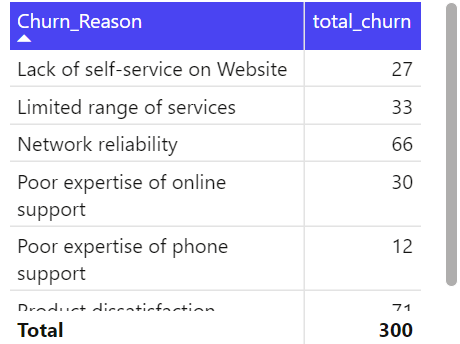 Churn_Reason total_churn
Lack of self-service on Website 27
Limited range of services 33
Network reliability 66
Poor expertise of online 30
support
Poor expertise of phone 12
support
Product dissatisfaction 71
Total 300